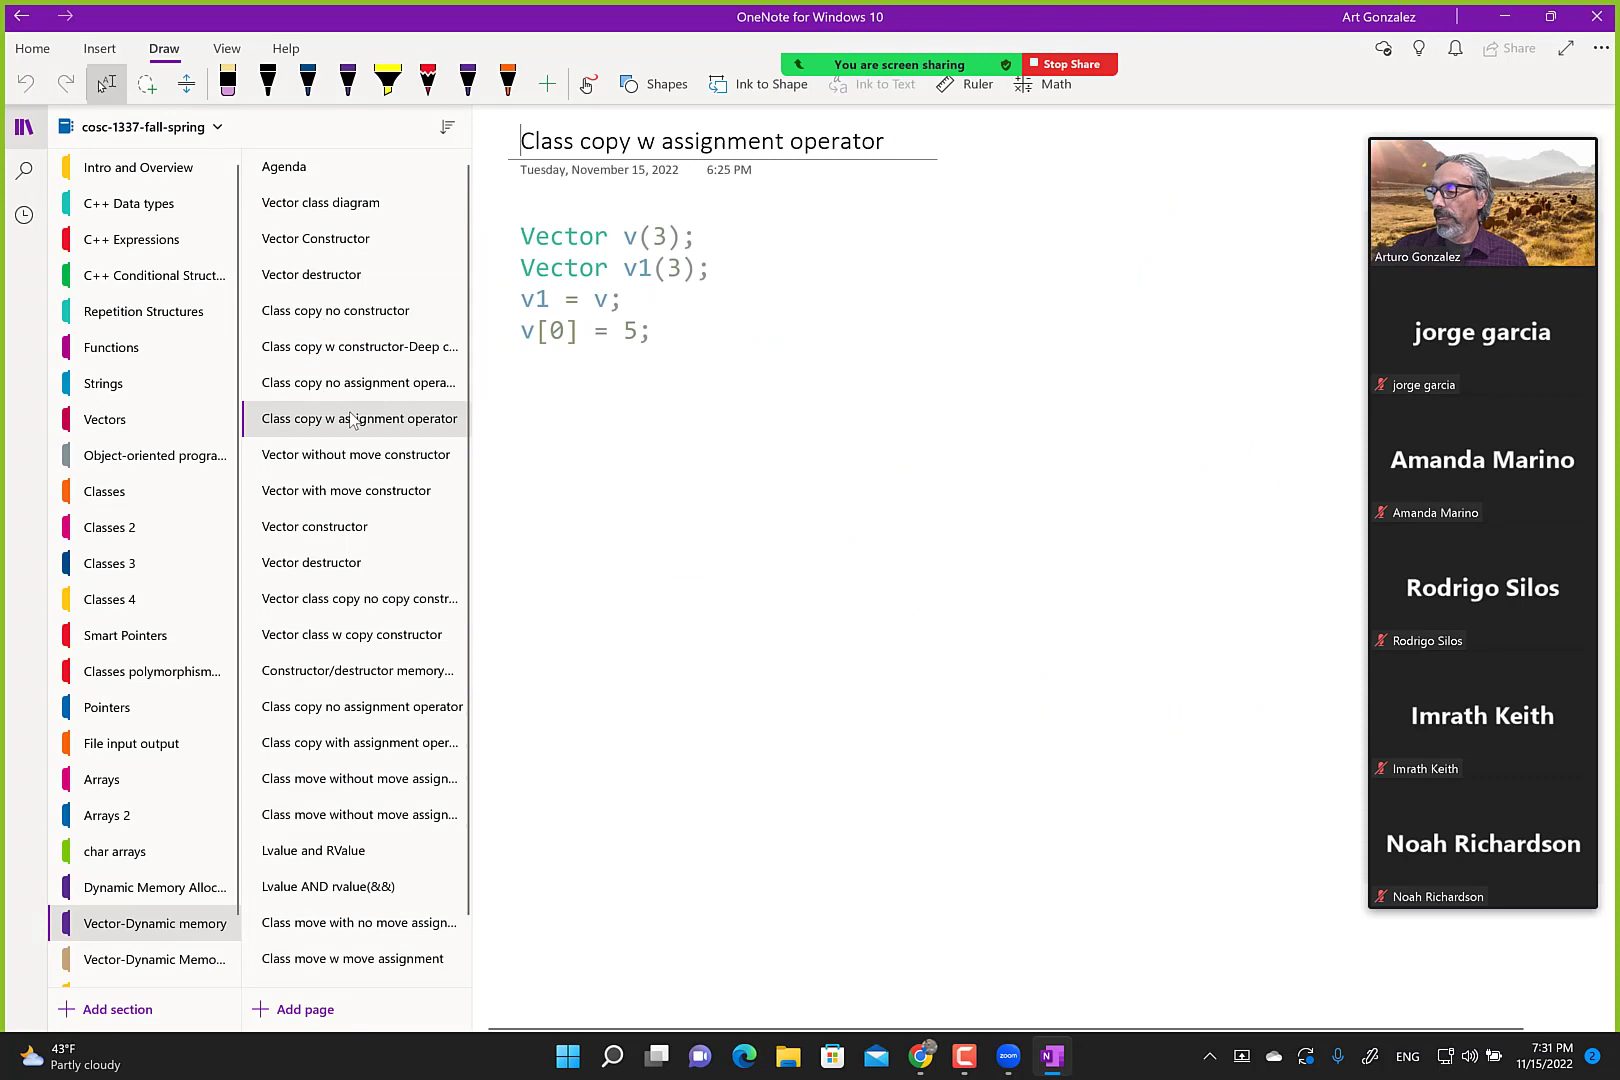 OneNote for Windows 10
Art Gonzalez
Home Insert Draw View Help
You are screen sharing Stop Share
Share
Shapes Ink to Shape Ink to Text Ruler Math
cosc-1337-fall-spring
Intro and Overview
C++ Data types
C++ Expressions
C++ Conditional Struct...
Repetition Structures
Functions
Strings
Vectors
Object-oriented progra...
Classes
Classes 2
Classes 3
Classes 4
Smart Pointers
Classes polymorphism...
Pointers
File input output
Arrays
Arrays 2
char arrays
Dynamic Memory Alloc...
Vector-Dynamic memory
Vector-Dynamic Memo...
Add section
Agenda
Vector class diagram
Vector Constructor
Vector destructor
Class copy no constructor
Class copy w constructor-Deep c...
Class copy no assignment opera...
Class copy w assignment operator
Vector without move constructor
Vector with move constructor
Vector constructor
Vector destructor
Vector class copy no copy constr...
Vector class w copy constructor
Constructor/destructor memory...
Class copy no assignment operator
Class copy with assignment oper...
Class move without move assign...
Class move without move assign...
Lvalue and RValue
Lvalue AND rvalue(&&)
Class move with no move assign...
Class move w move assignment
Add page
Class copy w assignment operator
Tuesday, November 15, 2022 6:25 PM
Vector v(3);
Vector v1(3);
v1 = v;
v[0] = 5;
Arturo Gonzalez
jorge garcia
jorge garcia
Amanda Marino
Amanda Marino
Rodrigo Silos
Rodrigo Silos
Imrath Keith
Imrath Keith
Noah Richardson
Noah Richardson
43°F
Partly cloudy
zoom
N
ENG
7:31 PM
11/15/2022
2